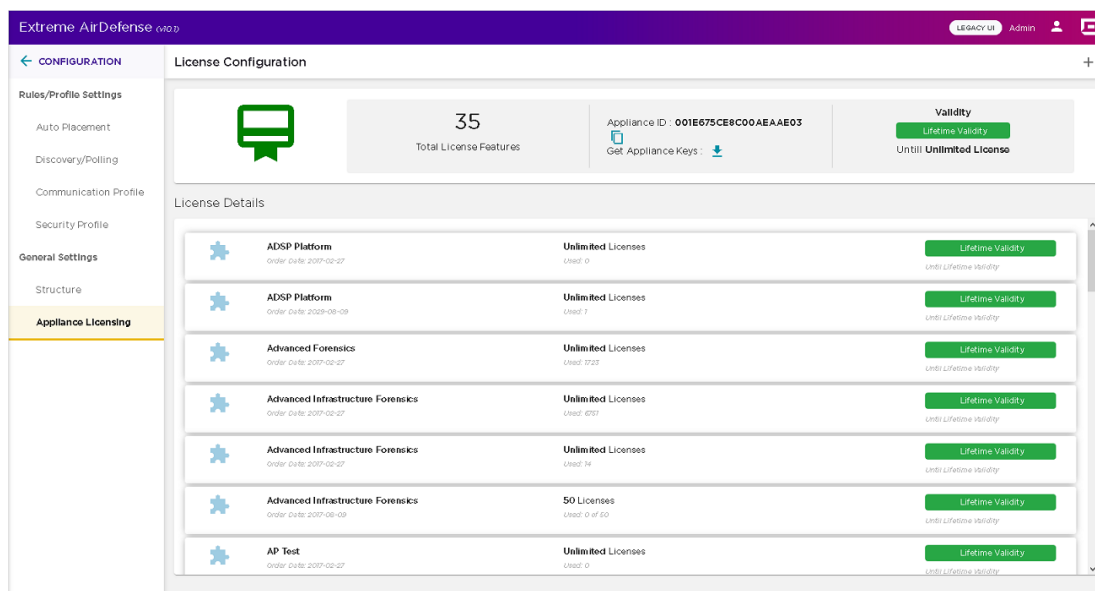 Extreme AirDefense (v10.1)
LEGACY UI Admin
CONFIGURATION
License Configuration
Rules/Profile Settings
Auto Placement
Discovery/Polling
Communication Profile
Security Profile
General Settings
Structure
Appliance Licensing
35
Total License Features
Appliance ID : 001E675CE8C00AEAAE03
Get Appliance Keys :
Validity
Lifetime Validity
Untill Unlimited License
License Details
ADSP Platform Unlimited Licenses Lifetime Validity
Order Date: 2017-02-27 Used: 0 Until Lifetime Validity
ADSP Platform Unlimited Licenses Lifetime Validity
Order Date: 2029-08-09 Used: 1 Until Lifetime Validity
Advanced Forensics Unlimited Licenses Lifetime Validity
Order Date: 2017-02-27 Used: 1723 Until Lifetime Validity
Advanced Infrastructure Forensics Unlimited Licenses Lifetime Validity
Order Date: 2017-02-27 Used: 6751 Until Lifetime Validity
Advanced Infrastructure Forensics Unlimited Licenses Lifetime Validity
Order Date: 2017-02-27 Used: 14 Until Lifetime Validity
Advanced Infrastructure Forensics 50 Licenses Lifetime Validity
Order Date: 2017-08-09 Used: 0 of 50 Until Lifetime Validity
AP Test Unlimited Licenses Lifetime Validity
Order Date: 2017-02-27 Used: 0 Until Lifetime Validity